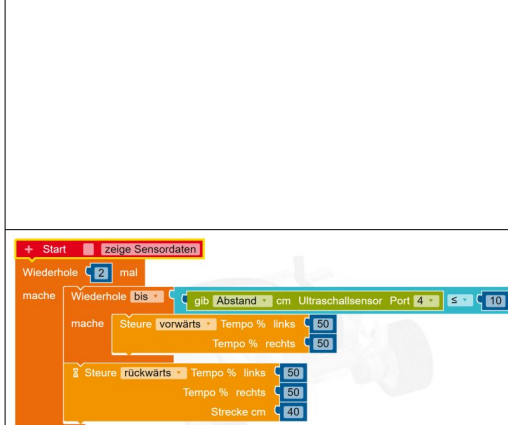 + Start zeige Sensordaten
Wiederhole 2 mal
mache Wiederhole bis gib Abstand cm Ultraschallsensor Port 4 ≤ 10
mache Steure vorwärts Tempo % links 50
Tempo % rechts 50
Steure rückwärts Tempo % links 50
Tempo % rechts 50
Strecke cm 40